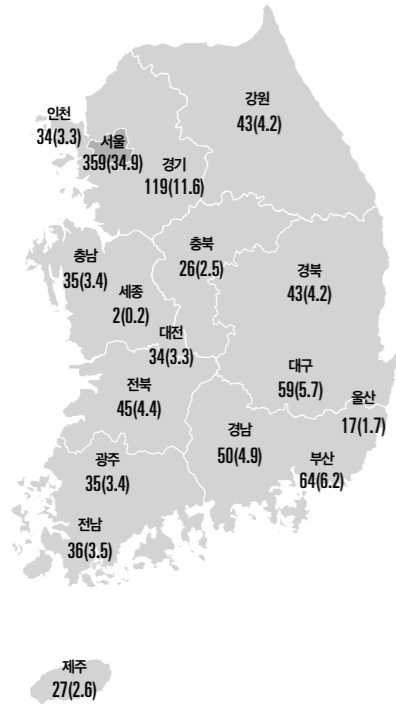 강원
43(4.2)
인천
34(3.3)
서울
359(34.9)
경기
119(11.6)
충북
26(2.5)
충남
35(3.4)
경북
43(4.2)
세종
2(0.2)
대전
34(3.3)
대구
59(5.7)
전북
45(4.4)
울산
17(1.7)
경남
50(4.9)
부산
64(6.2)
광주
35(3.4)
전남
36(3.5)
제주
27(2.6)